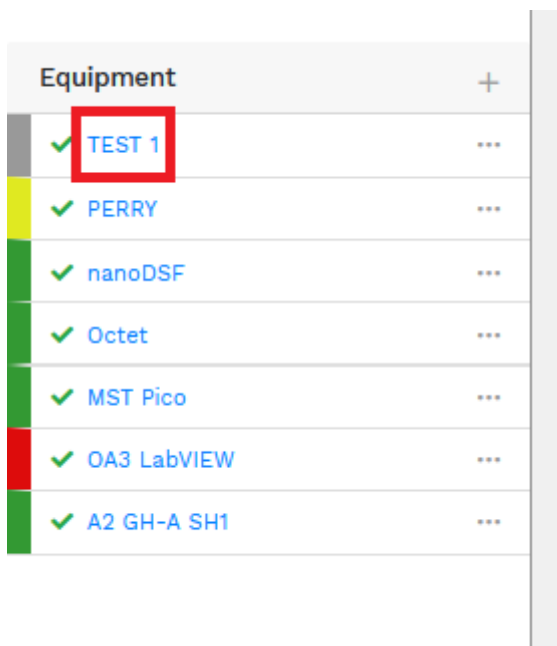 Equipment
TEST 1
PERRY
nanoDSF
Octet
MST Pico
OA3 LabVIEW
A2 GH-A SH1